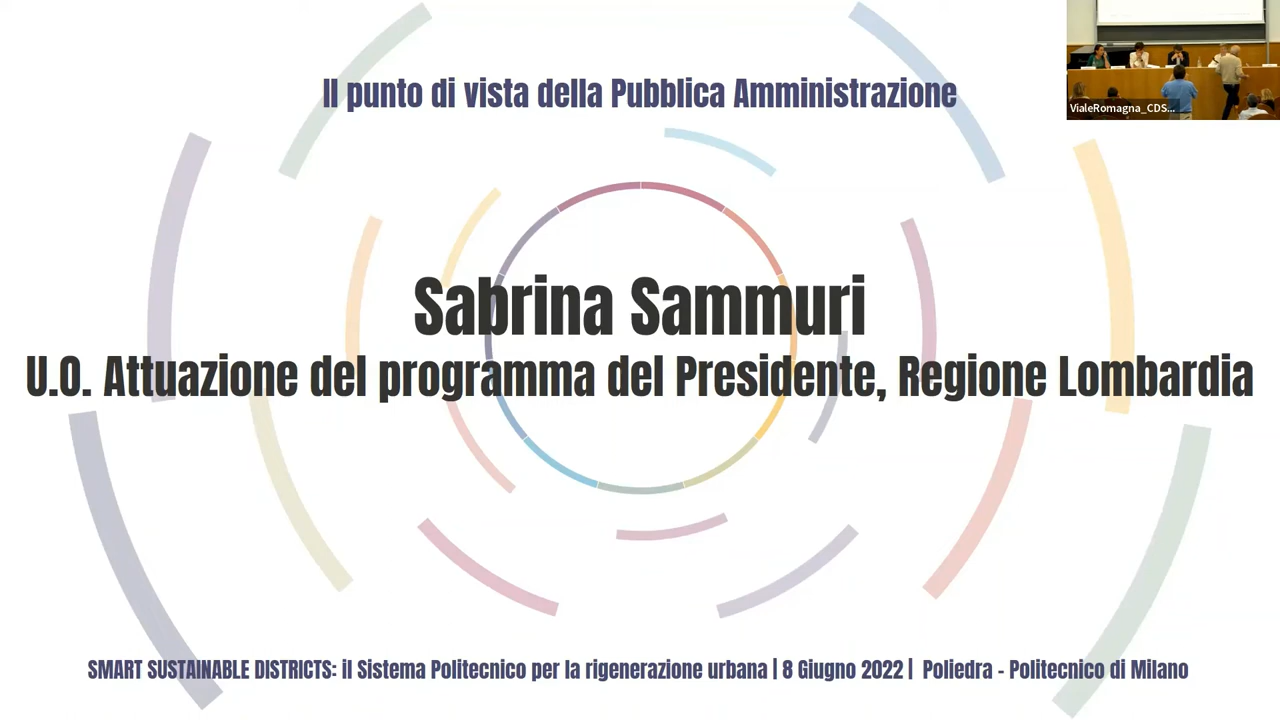 Il punto di vista della Pubblica Amministrazione
VialeRomagna_CDS...
Sabrina Sammuri
U.O. Attuazione del programma del Presidente, Regione Lombardia
SMART SUSTAINABLE DISTRICTS: il Sistema Politecnico per la rigenerazione urbana | 8 Giugno 2022 | Poliedra - Politecnico di Milano